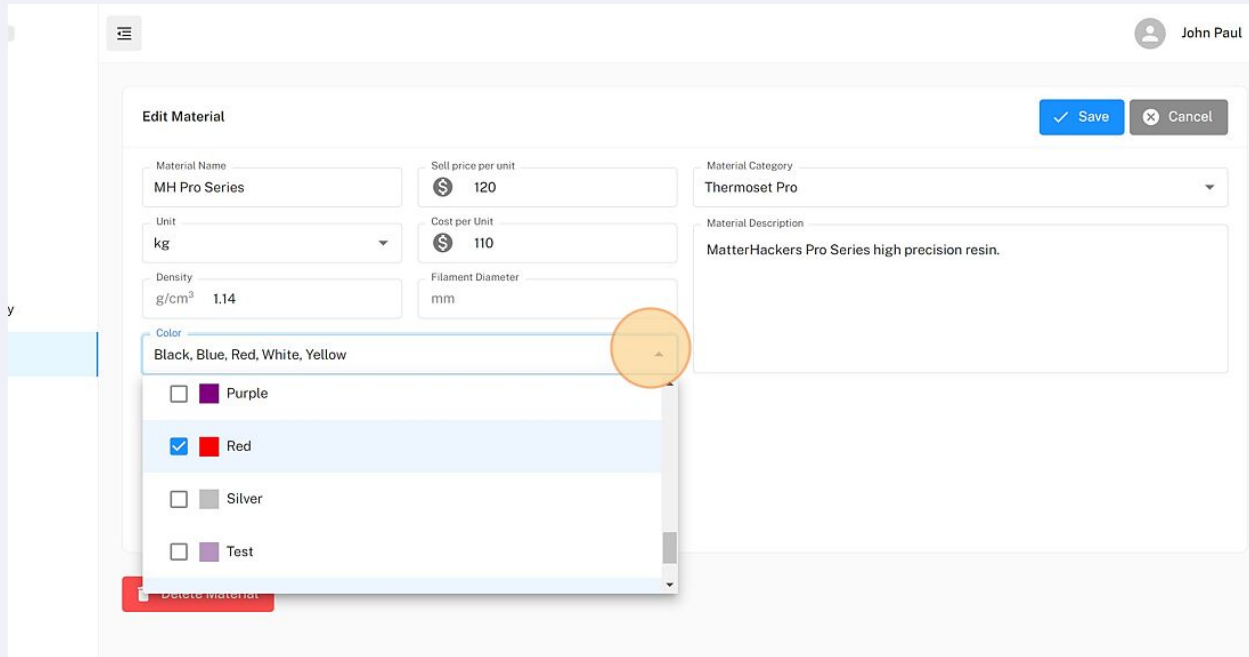 John Paul
Edit Material
Save
Cancel
Material Name
MH Pro Series
Sell price per unit
120
Material Category
Thermoset Pro
Unit
kg
Cost per Unit
110
Material Description
MatterHackers Pro Series high precision resin.
Density
g/cm³ 1.14
Filament Diameter
mm
y
Color
Black, Blue, Red, White, Yellow
Purple
Red
Silver
Test
Delete Material